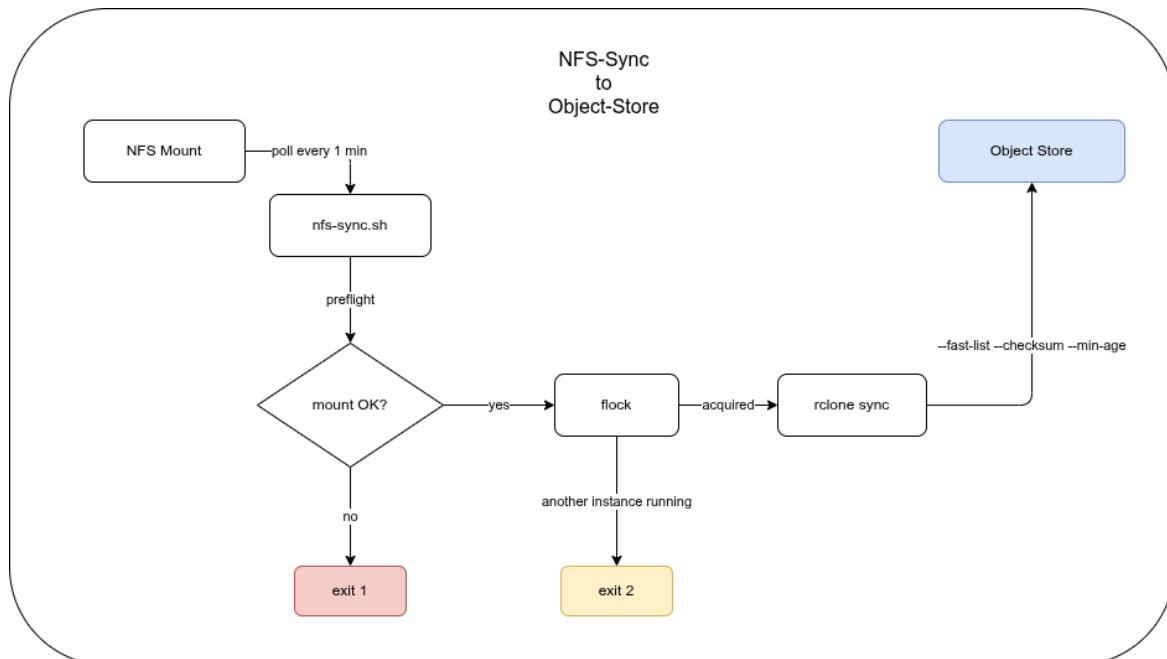 NFS-Sync
to
Object-Store
NFS Mount
poll every 1 min
Object Store
nfs-sync.sh
preflight
--fast-list --checksum --min-age
mount OK?
yes
flock
acquired
rclone sync
another instance running
no
exit 1
exit 2